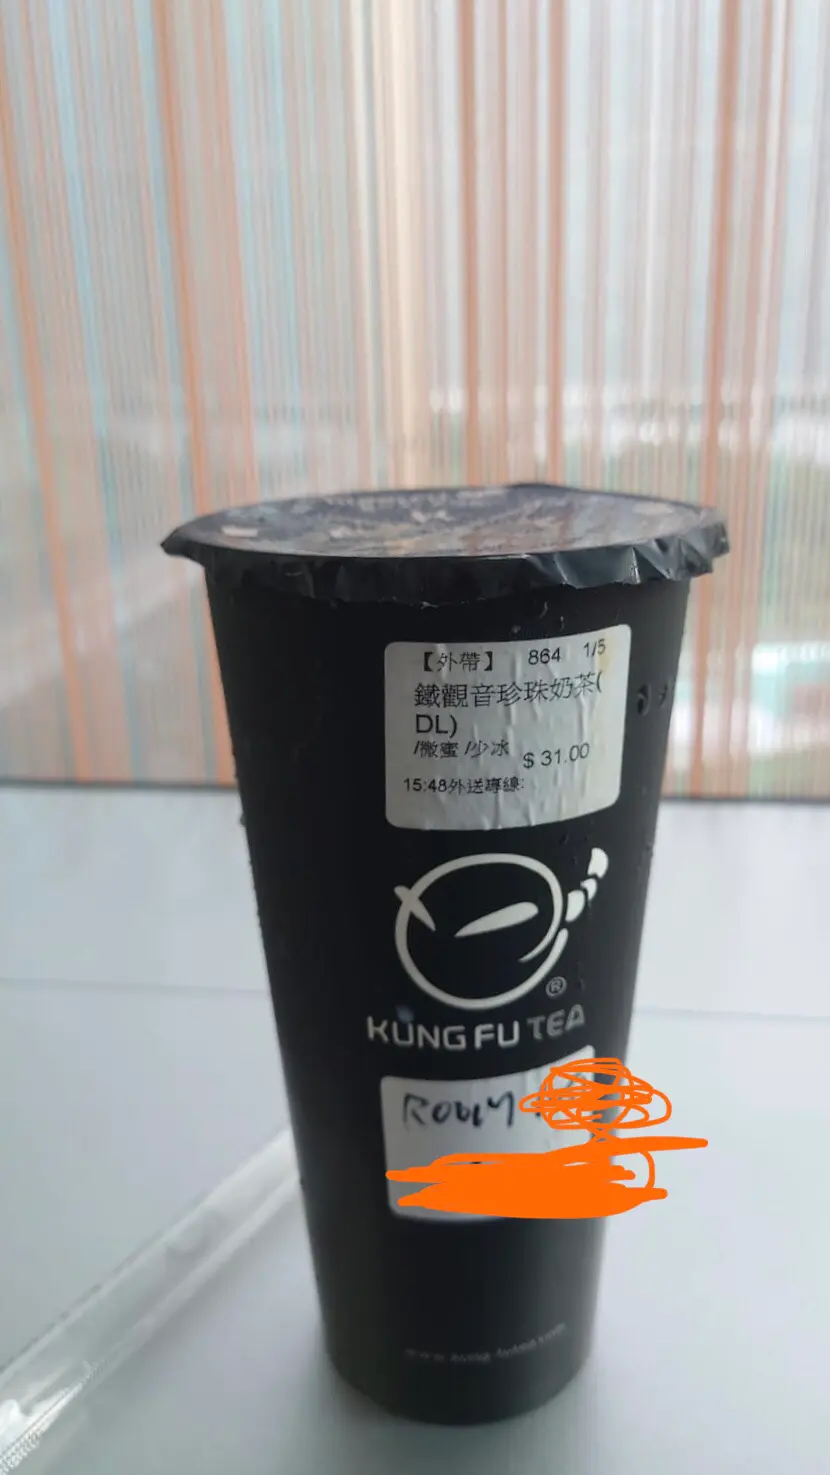 【外帶】 864 1/5
鐵觀音珍珠奶茶(
DL)
/微蜜 /少冰 $ 31.00
15:48外送專線:
®
KUNG FU TEA